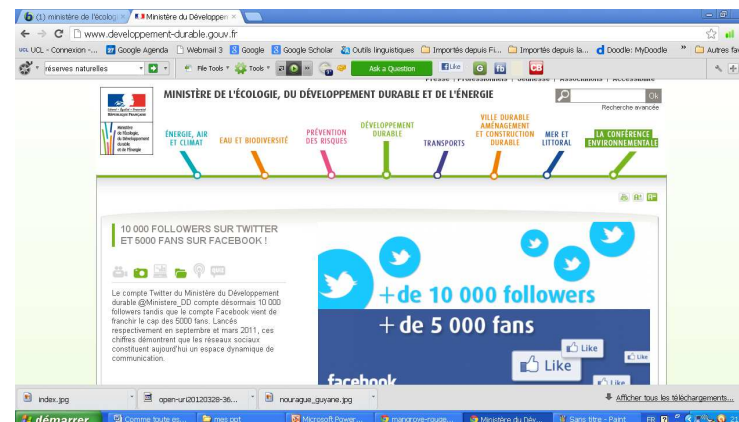 (1) ministère de l'écolog
Ministère du Développen
www.developpement-durable.gouv.fr
UCL - Connexion -... Google Agenda Webmail 3 Google Google Scholar Outils linguistiques Importés depuis Fi... Importés depuis la... Doodle: MyDoodle » Autres fav
réserves naturelles File Tools Tools Ask a Question Like
Presse Professionnels Jeunesse Associations Accessibilité
MINISTÈRE DE L'ÉCOLOGIE, DU DÉVELOPPEMENT DURABLE ET DE L'ÉNERGIE
Ok
Recherche avancée
Ministère
de l'Écologie,
du Développement
durable
et de l'Énergie
ÉNERGIE, AIR
ET CLIMAT
EAU ET BIODIVERSITÉ
PRÉVENTION
DES RISQUES
DÉVELOPPEMENT
DURABLE
TRANSPORTS
VILLE DURABLE
AMÉNAGEMENT
ET CONSTRUCTION
DURABLE
MER ET
LITTORAL
LA CONFÉRENCE
ENVIRONNEMENTALE
10 000 FOLLOWERS SUR TWITTER
ET 5000 FANS SUR FACEBOOK !
Le compte Twitter du Ministère du Développement
durable @Ministere_DD compte désormais 10 000
followers tandis que le compte Facebook vient de
franchir le cap des 5000 fans. Lancés
respectivement en septembre et mars 2011, ces
chiffres démontrent que les réseaux sociaux
constituent aujourd'hui un espace dynamique de
communication.
+ de 10 000 followers
+ de 5 000 fans
Like
Like
Like
facebook
index.jpg open-uri20120328-36... nourague_guyane.jpg Afficher tous les téléchargements...
démarrer Comme toute es... mes ppt Microsoft Power... mangrove-rouge... Ministère du Dév... Sans titre - Paint FR 21